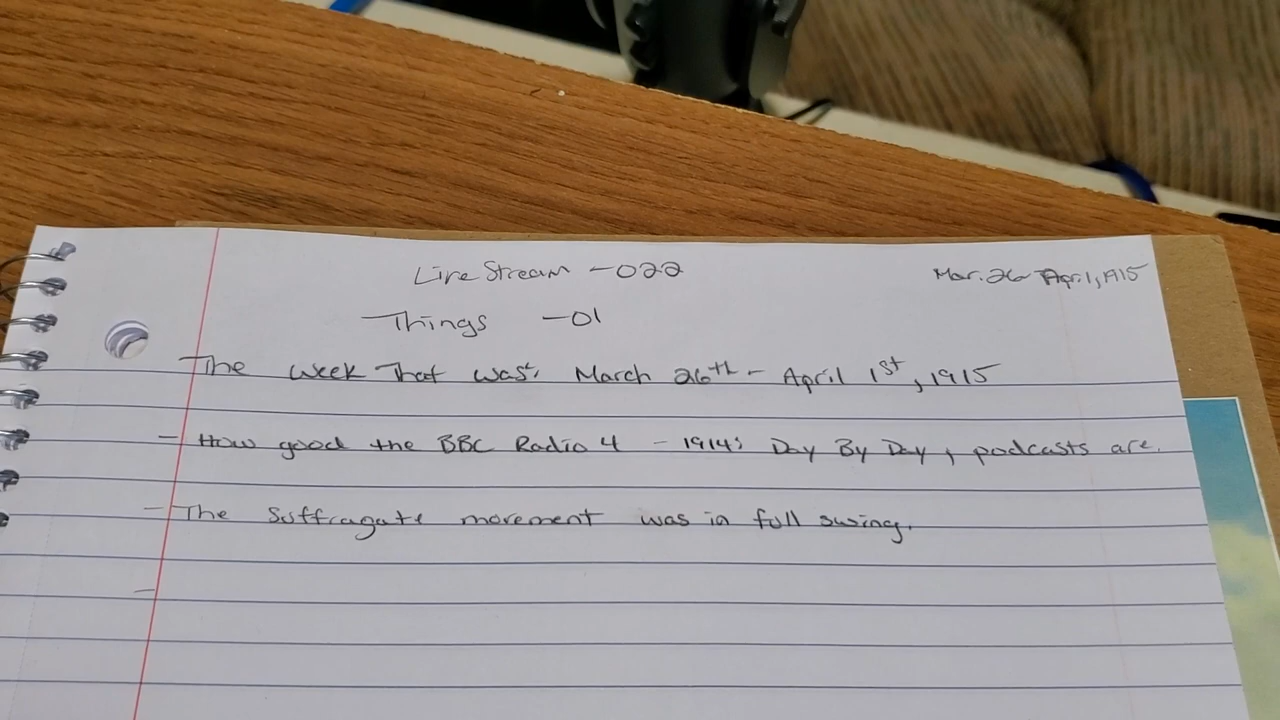 Live Stream - 022
Mar. 26 - April 1, 1915
Things - 01
The Week That was: March 26th - April 1st, 1915
- How good the BBC Radio 4 - 1914: Day By Day, podcasts are.
- The Suffragate movement was in full swing.
-